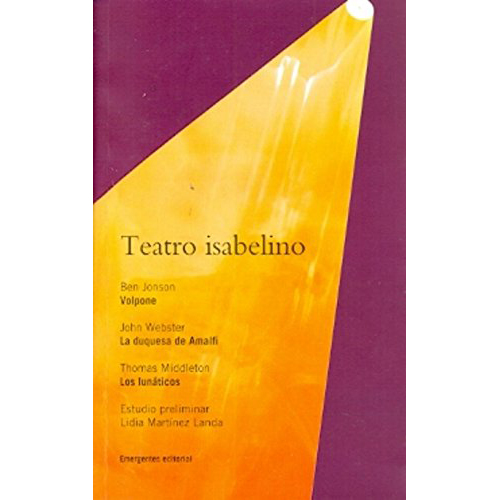 Teatro isabelino
Ben Jonson
Volpone
John Webster
La duquesa de Amalfi
Thomas Middleton
Los lunáticos
Estudio preliminar
Lidia Martínez Landa
Emergentes editorial